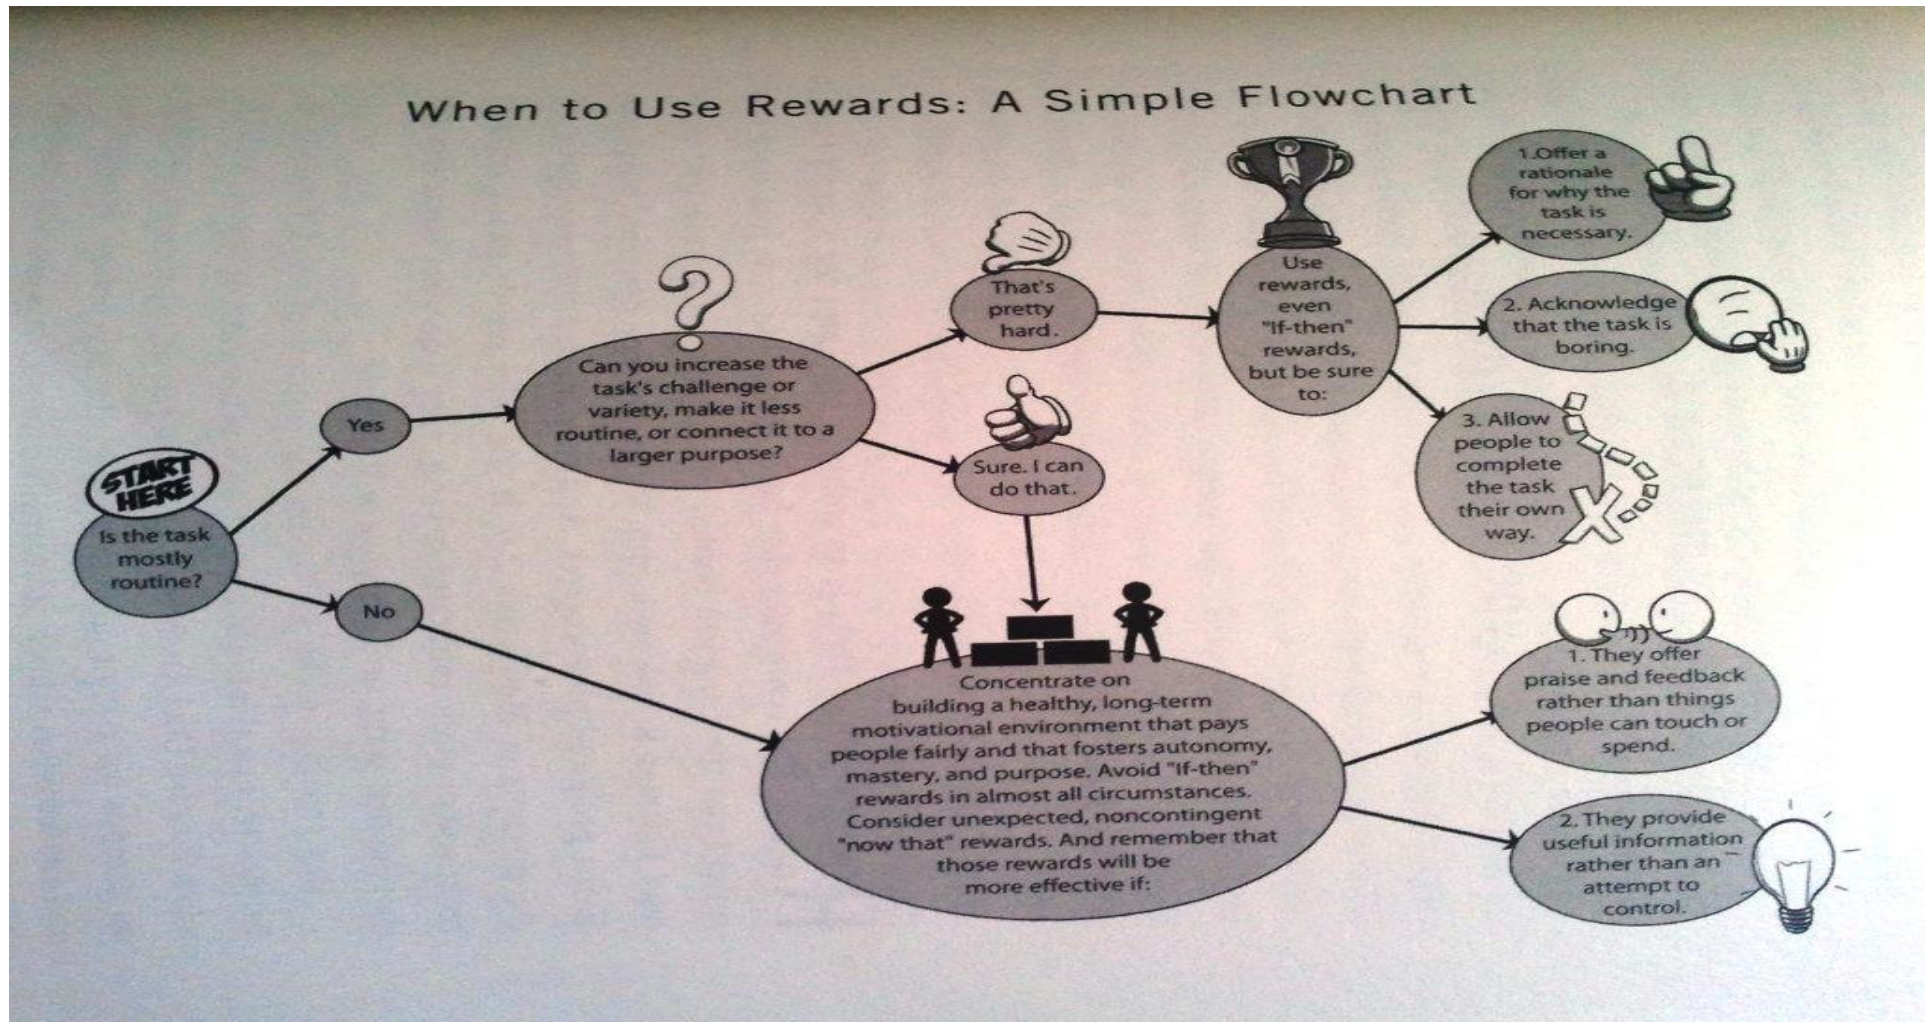 When to Use Rewards: A Simple Flowchart
START
HERE
Is the task
mostly
routine?
Yes
No
Can you increase the
task's challenge or
variety, make it less
routine, or connect it to a
larger purpose?
That's
pretty
hard.
Sure. I can
do that.
Use
rewards,
even
"If-then"
rewards,
but be sure
to:
1.Offer a
rationale
for why the
task is
necessary.
2. Acknowledge
that the task is
boring.
3. Allow
people to
complete
the task
their own
way.
Concentrate on
building a healthy, long-term
motivational environment that pays
people fairly and that fosters autonomy,
mastery, and purpose. Avoid "If-then"
rewards in almost all circumstances.
Consider unexpected, noncontingent
"now that" rewards. And remember that
those rewards will be
more effective if:
1. They offer
praise and feedback
rather than things
people can touch or
spend.
2. They provide
useful information
rather than an
attempt to
control.